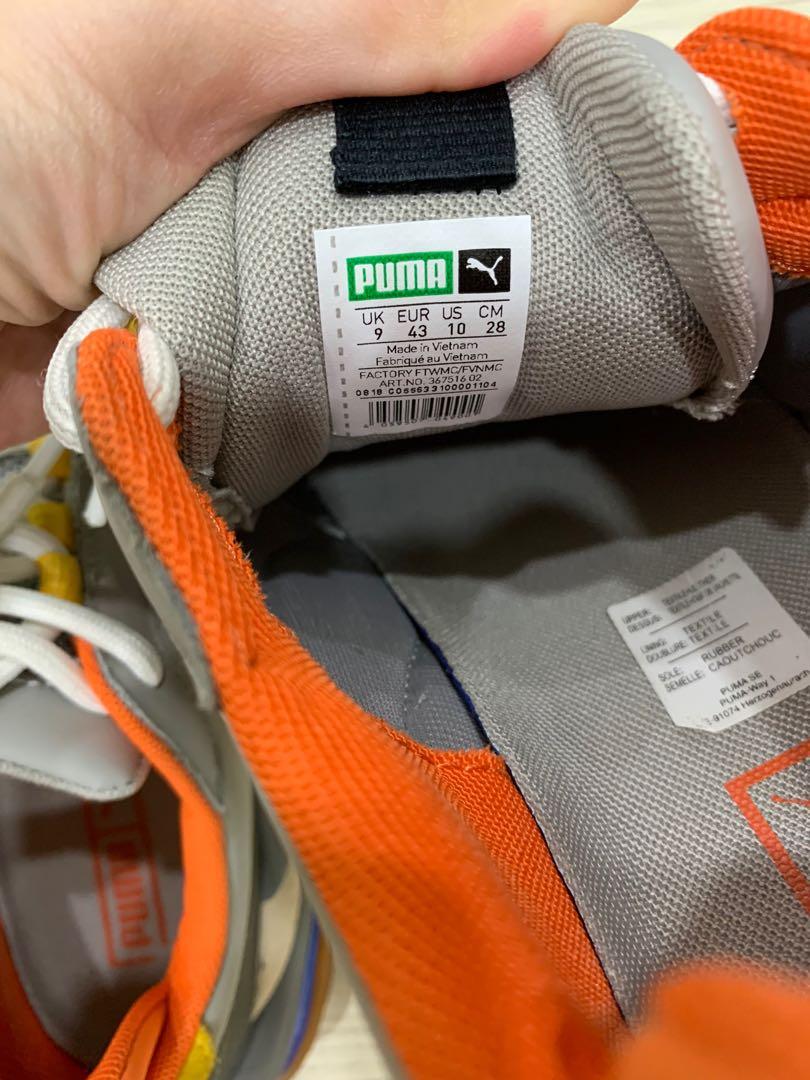 PUMA
UK EUR US CM
9 43 10 28
Made in Vietnam
Fabriqué au Vietnam
FACTORY FTWMC/FVNMC
ART.NO. 367516 02
UPPER:
DESSUS:
LINING: TEXTILE
DOUBLURE: TEXTILE
SOLE: RUBBER
SEMELLE: CAOUTCHOUC
PUMA SE
PUMA-Way 1
PUMA